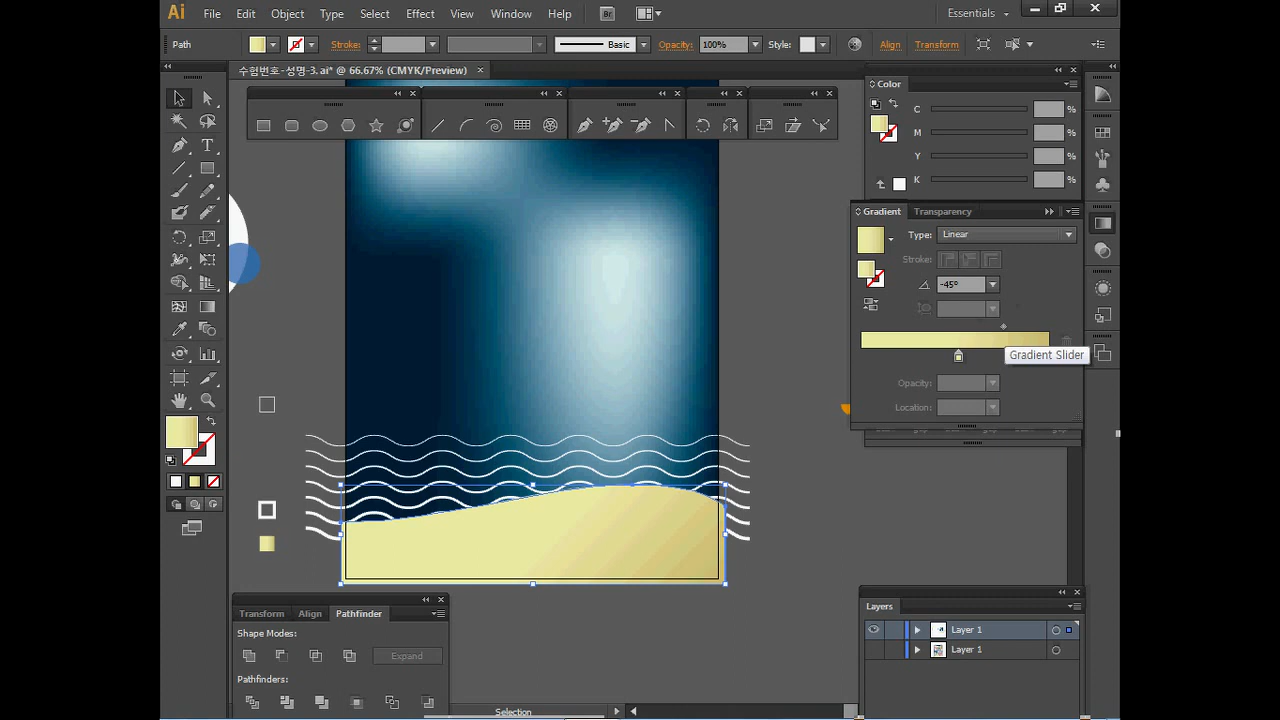 Ai File Edit Object Type Select Effect View Window Help Br Essentials
Path Stroke: Basic Opacity: 100% Style: Align Transform
수험번호-성명-3.ai* @ 66.67% (CMYK/Preview)
Color
C %
M %
Y %
K %
Gradient Transparency
Type: Linear
Stroke:
-45°
Gradient Slider
Opacity:
Location:
Transform Align Pathfinder
Shape Modes:
Expand
Pathfinders:
Layers
Layer 1
Layer 1
Selection